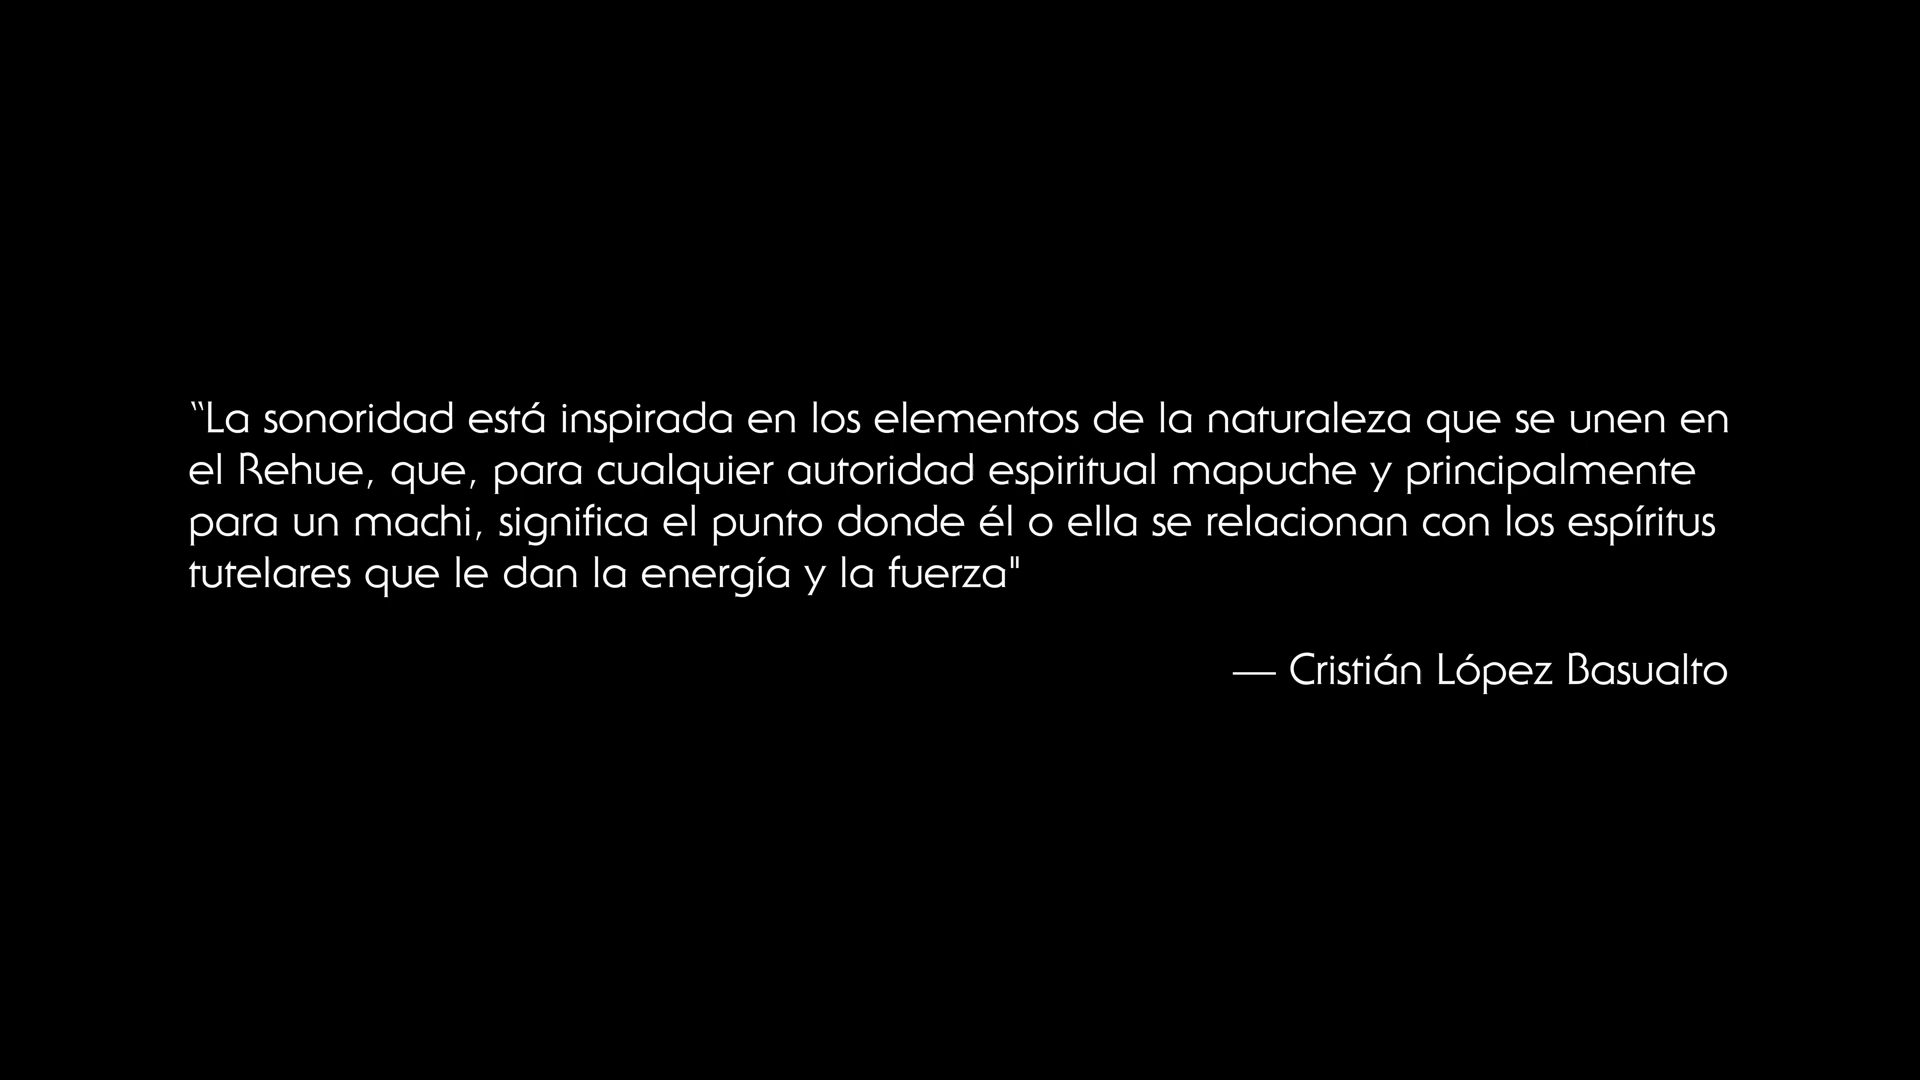 “La sonoridad está inspirada en los elementos de la naturaleza que se unen en
el Rehue, que, para cualquier autoridad espiritual mapuche y principalmente
para un machi, significa el punto donde él o ella se relacionan con los espíritus
tutelares que le dan la energía y la fuerza"
— Cristián López Basualto